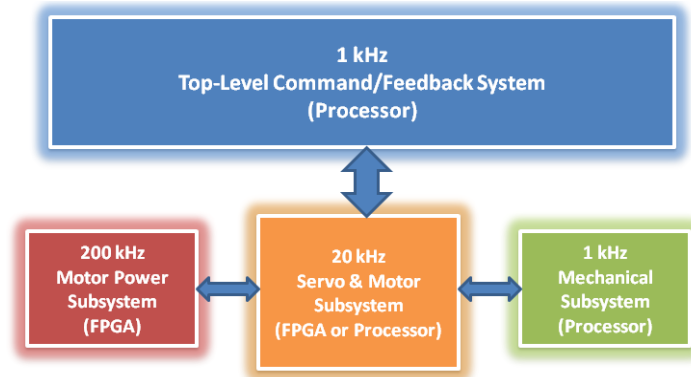 1 kHz
Top-Level Command/Feedback System
(Processor)
200 kHz
Motor Power
Subsystem
(FPGA)
20 kHz
Servo & Motor
Subsystem
(FPGA or Processor)
1 kHz
Mechanical
Subsystem
(Processor)